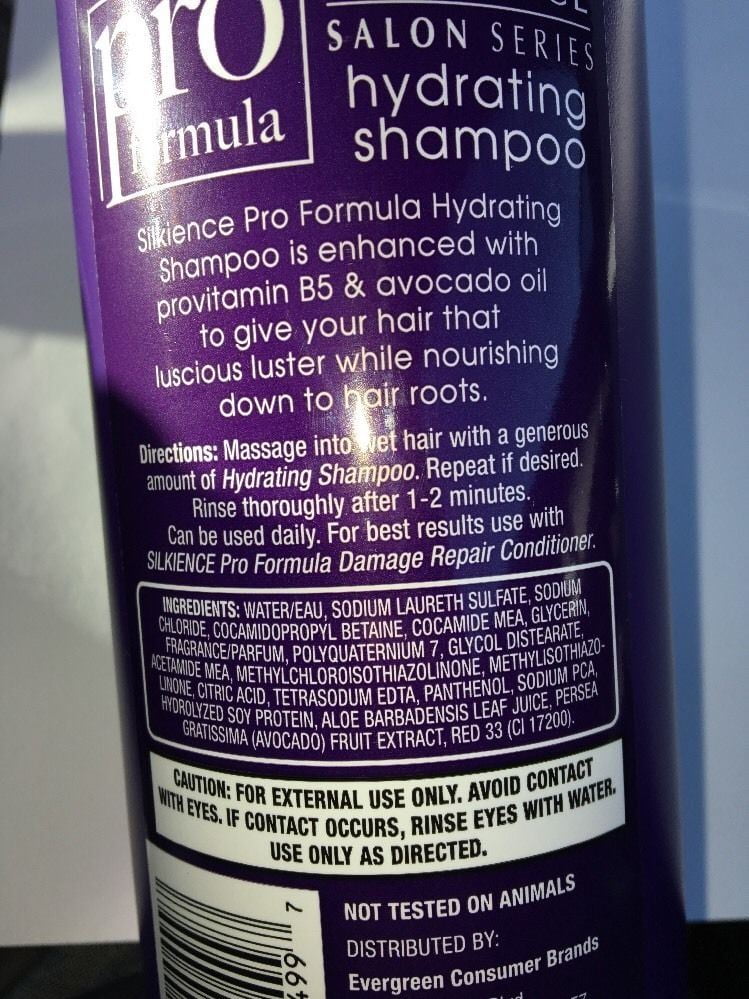 pro
SALON SERIES
hydrating
shampoo
Silkience Pro Formula Hydrating
Shampoo is enhanced with
provitamin B5 & avocado oil
to give your hair that
luscious luster while nourishing
down to hair roots.
Directions: Massage into wet hair with a generous
amount of Hydrating Shampoo. Repeat if desired.
Rinse thoroughly after 1-2 minutes.
Can be used daily. For best results use with
SILKIENCE Pro Formula Damage Repair Conditioner.
INGREDIENTS: WATER/EAU, SODIUM LAURETH SULFATE, SODIUM
CHLORIDE, COCAMIDOPROPYL BETAINE, COCAMIDE MEA, GLYCERIN,
FRAGRANCE/PARFUM, POLYQUATERNIUM 7, GLYCOL DISTEARATE,
ACETAMIDE MEA, METHYLCHLOROISOTHIAZOLINONE, METHYLISOTHIAZO-
LINONE, CITRIC ACID, TETRASODIUM EDTA, PANTHENOL, SODIUM PCA,
HYDROLYZED SOY PROTEIN, ALOE BARBADENSIS LEAF JUICE, PERSEA
GRATISSIMA (AVOCADO) FRUIT EXTRACT, RED 33 (CI 17200).
CAUTION: FOR EXTERNAL USE ONLY. AVOID CONTACT
WITH EYES. IF CONTACT OCCURS, RINSE EYES WITH WATER.
USE ONLY AS DIRECTED.
NOT TESTED ON ANIMALS
DISTRIBUTED BY:
Evergreen Consumer Brands